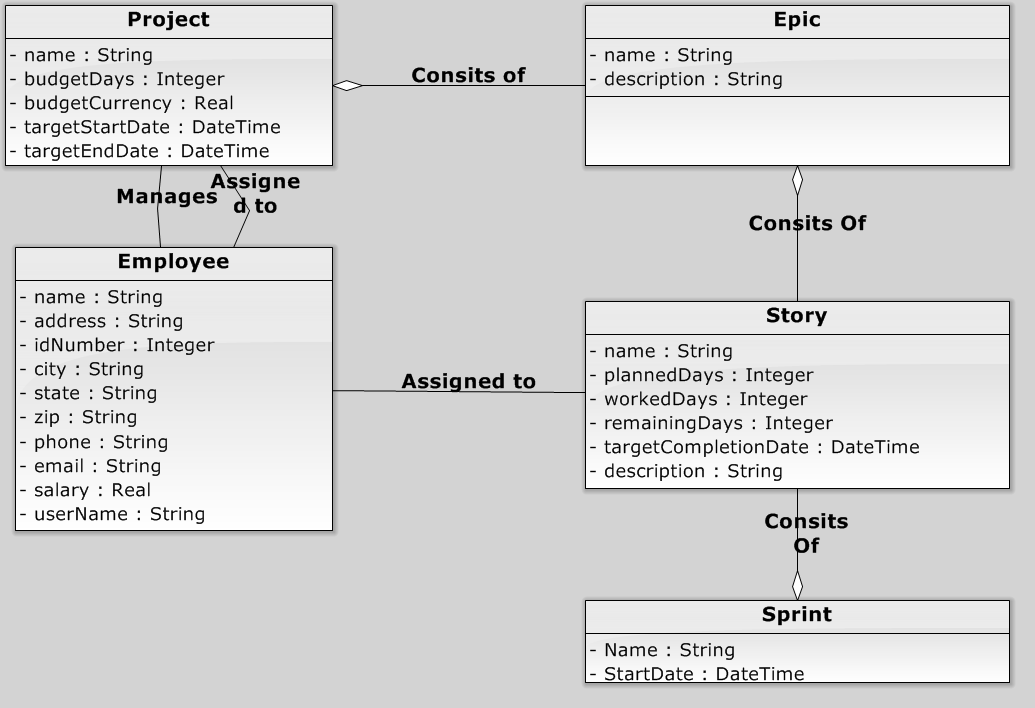 Project
- name : String
- budgetDays : Integer
- budgetCurrency : Real
- targetStartDate : DateTime
- targetEndDate : DateTime
Consits of
Epic
- name : String
- description : String
Manages
Assigne
d to
Consits Of
Employee
- name : String
- address : String
- idNumber : Integer
- city : String
- state : String
- zip : String
- phone : String
- email : String
- salary : Real
- userName : String
Assigned to
Story
- name : String
- plannedDays : Integer
- workedDays : Integer
- remainingDays : Integer
- targetCompletionDate : DateTime
- description : String
Consits
Of
Sprint
- Name : String
- StartDate : DateTime